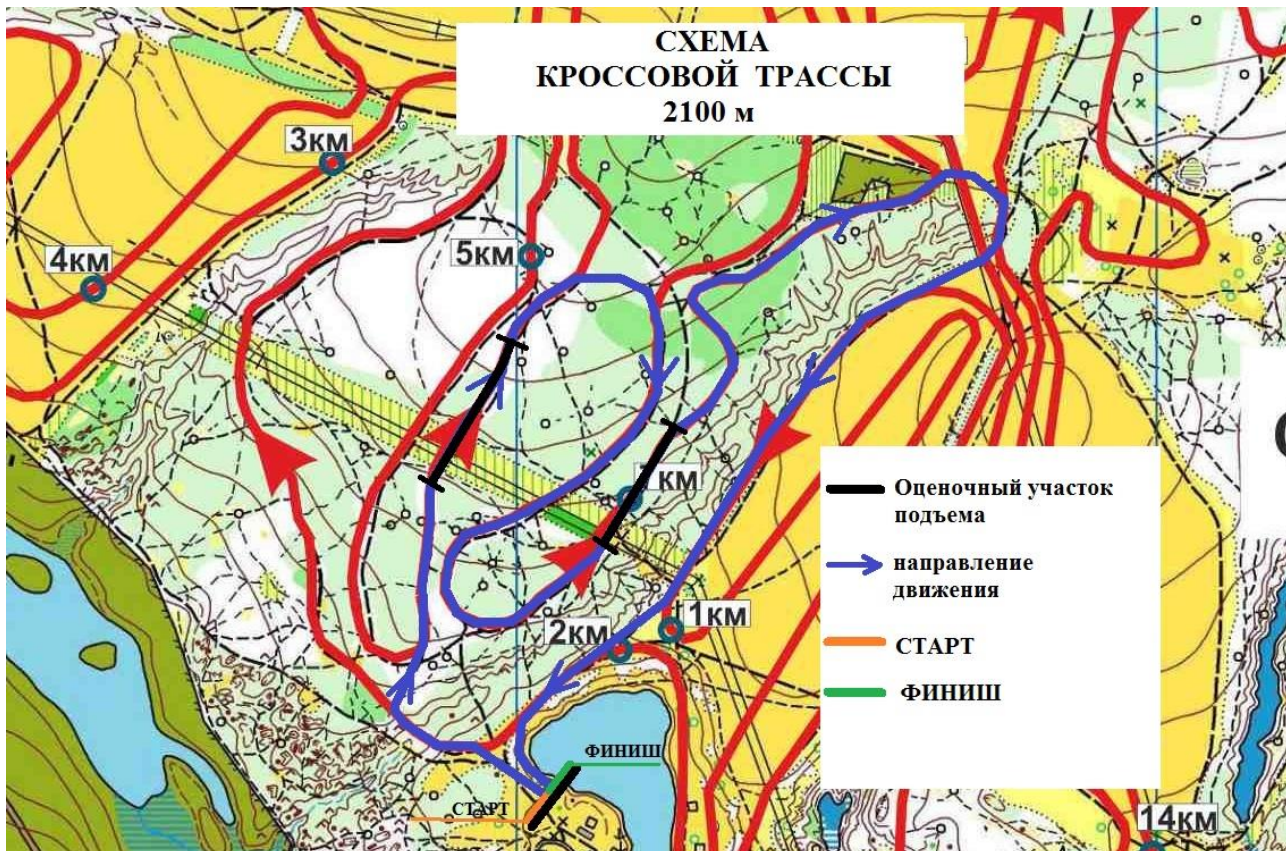 СХЕМА
КРОССОВОЙ ТРАССЫ
2100 м
3км
4км
5км
7км
1км
2км
Оценочный участок
подъема
направление
движения
СТАРТ
ФИНИШ
ФИНИШ
СТАРТ
14км